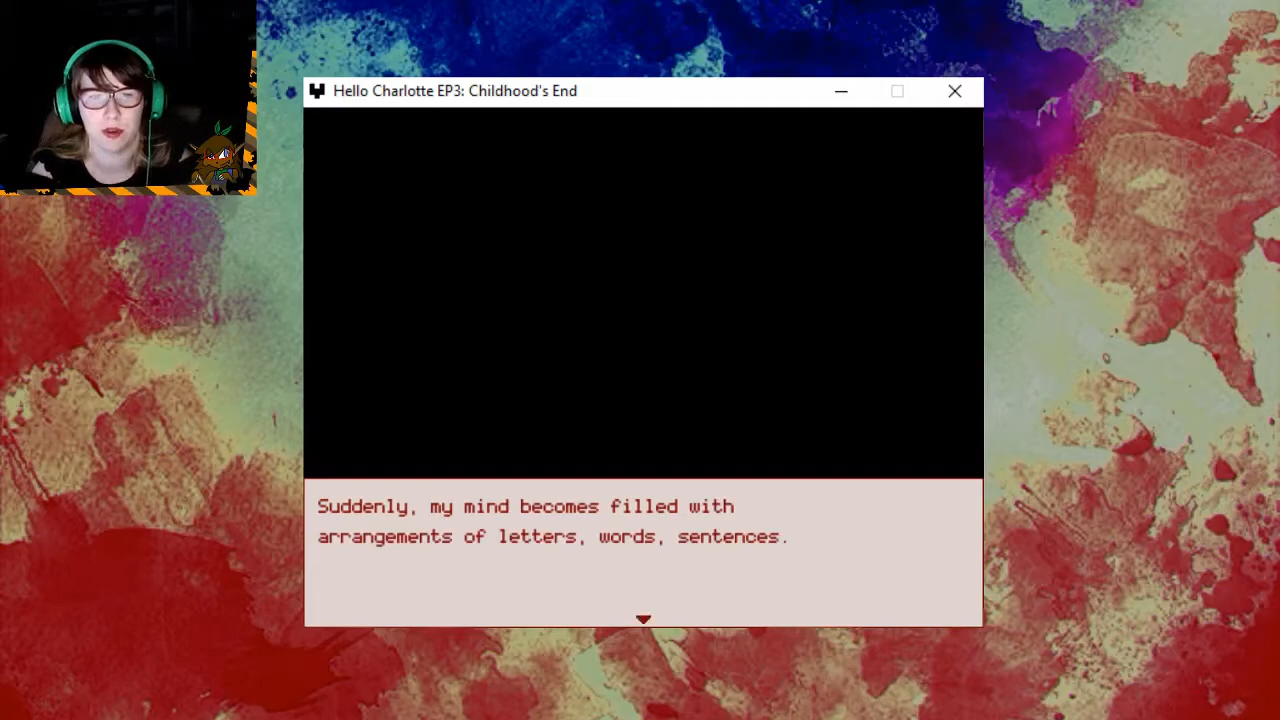 Hello Charlotte EP3: Childhood's End
Suddenly, my mind becomes filled with
arrangements of letters, words, sentences.